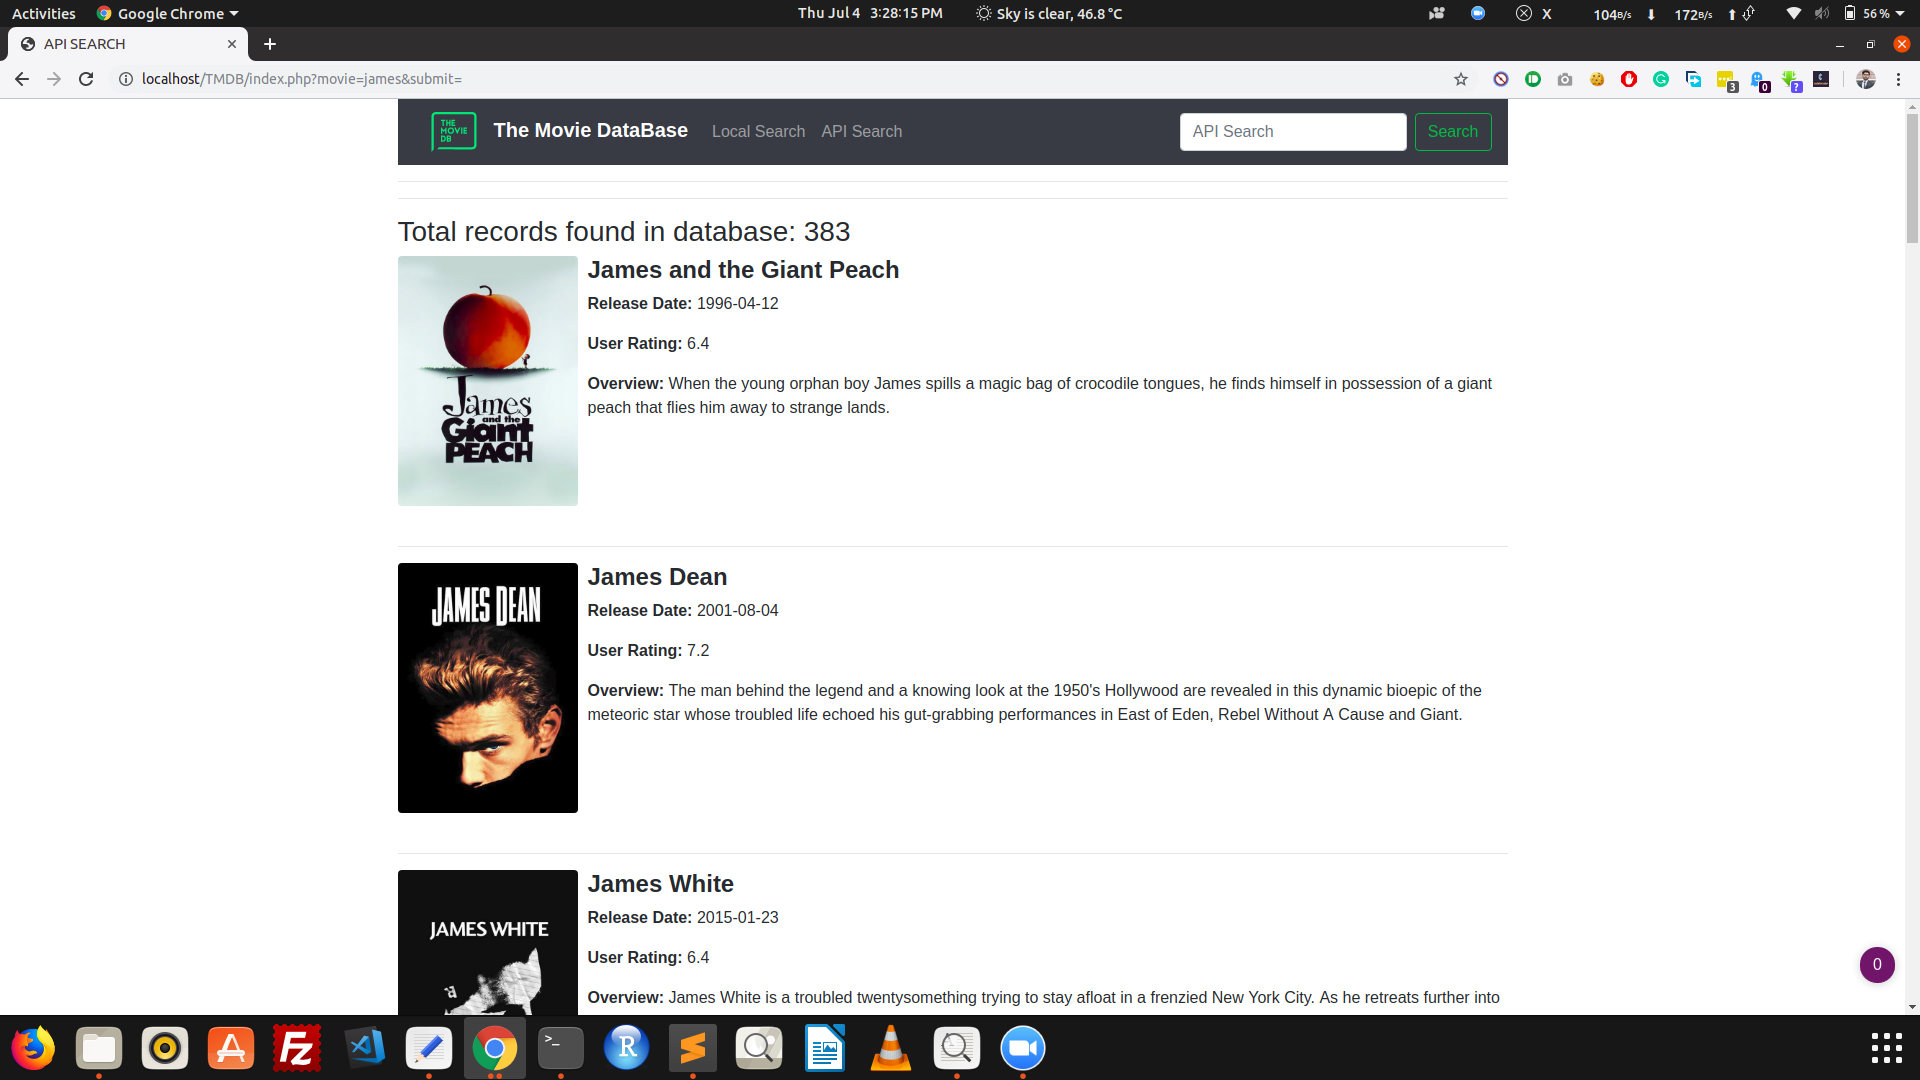 Activities Google Chrome Thu Jul 4 3:28:15 PM Sky is clear, 46.8 °C X 104B/s 172B/s 56 %
API SEARCH
localhost/TMDB/index.php?movie=james&submit=
3 0 ?
THE MOVIE DB The Movie DataBase Local Search API Search API Search Search
Total records found in database: 383
James and the Giant PEACH
James and the Giant Peach
Release Date: 1996-04-12
User Rating: 6.4
Overview: When the young orphan boy James spills a magic bag of crocodile tongues, he finds himself in possession of a giant
peach that flies him away to strange lands.
JAMES DEAN
James Dean
Release Date: 2001-08-04
User Rating: 7.2
Overview: The man behind the legend and a knowing look at the 1950's Hollywood are revealed in this dynamic bioepic of the
meteoric star whose troubled life echoed his gut-grabbing performances in East of Eden, Rebel Without A Cause and Giant.
JAMES WHITE
James White
Release Date: 2015-01-23
User Rating: 6.4
Overview: James White is a troubled twentysomething trying to stay afloat in a frenzied New York City. As he retreats further into
0
Fz >_ R